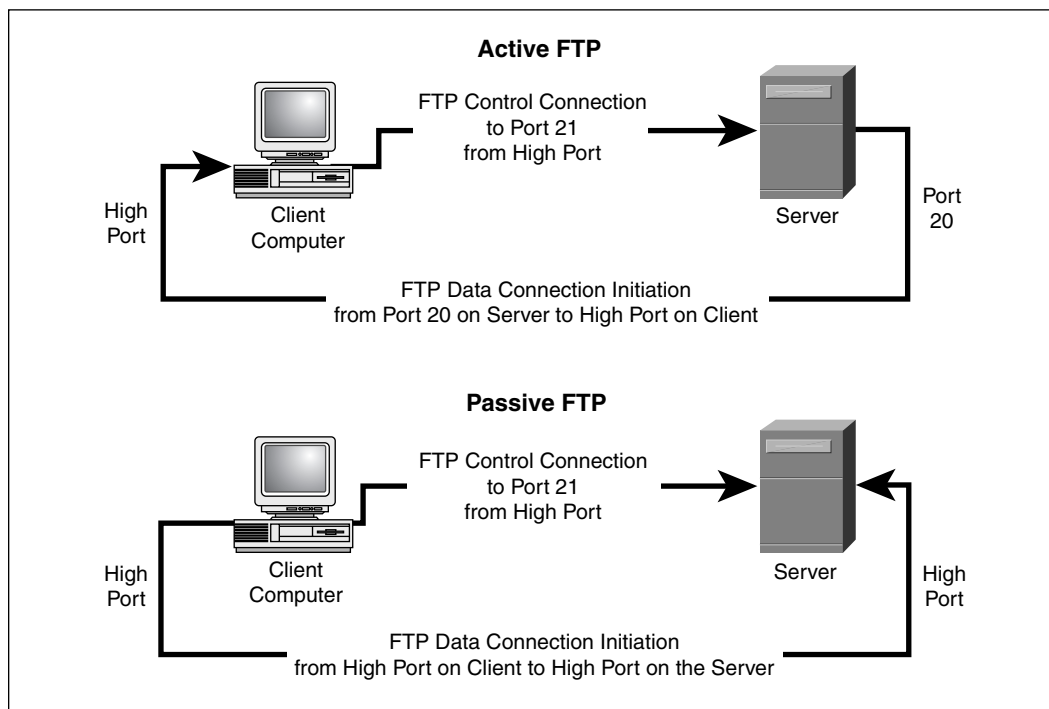 Active FTP
FTP Control Connection
to Port 21
from High Port
High
Port
Client
Computer
Server
Port
20
FTP Data Connection Initiation
from Port 20 on Server to High Port on Client
Passive FTP
FTP Control Connection
to Port 21
from High Port
High
Port
Client
Computer
Server
High
Port
FTP Data Connection Initiation
from High Port on Client to High Port on the Server